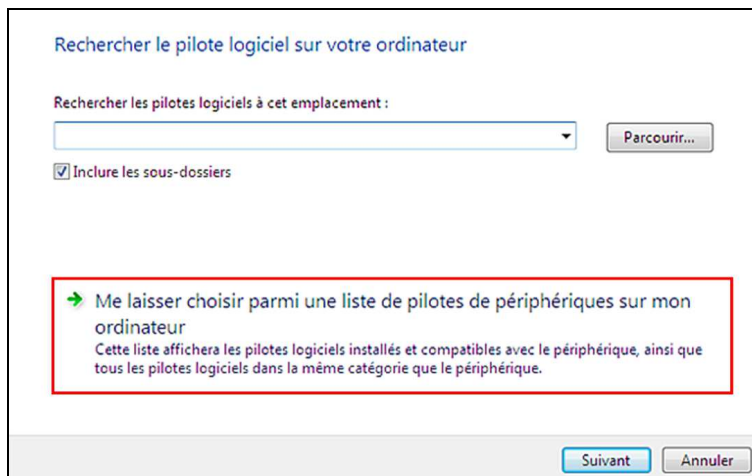 Rechercher le pilote logiciel sur votre ordinateur
Rechercher les pilotes logiciels à cet emplacement :
Parcourir...
Inclure les sous-dossiers
Me laisser choisir parmi une liste de pilotes de périphériques sur mon
ordinateur
Cette liste affichera les pilotes logiciels installés et compatibles avec le périphérique, ainsi que
tous les pilotes logiciels dans la même catégorie que le périphérique.
Suivant Annuler